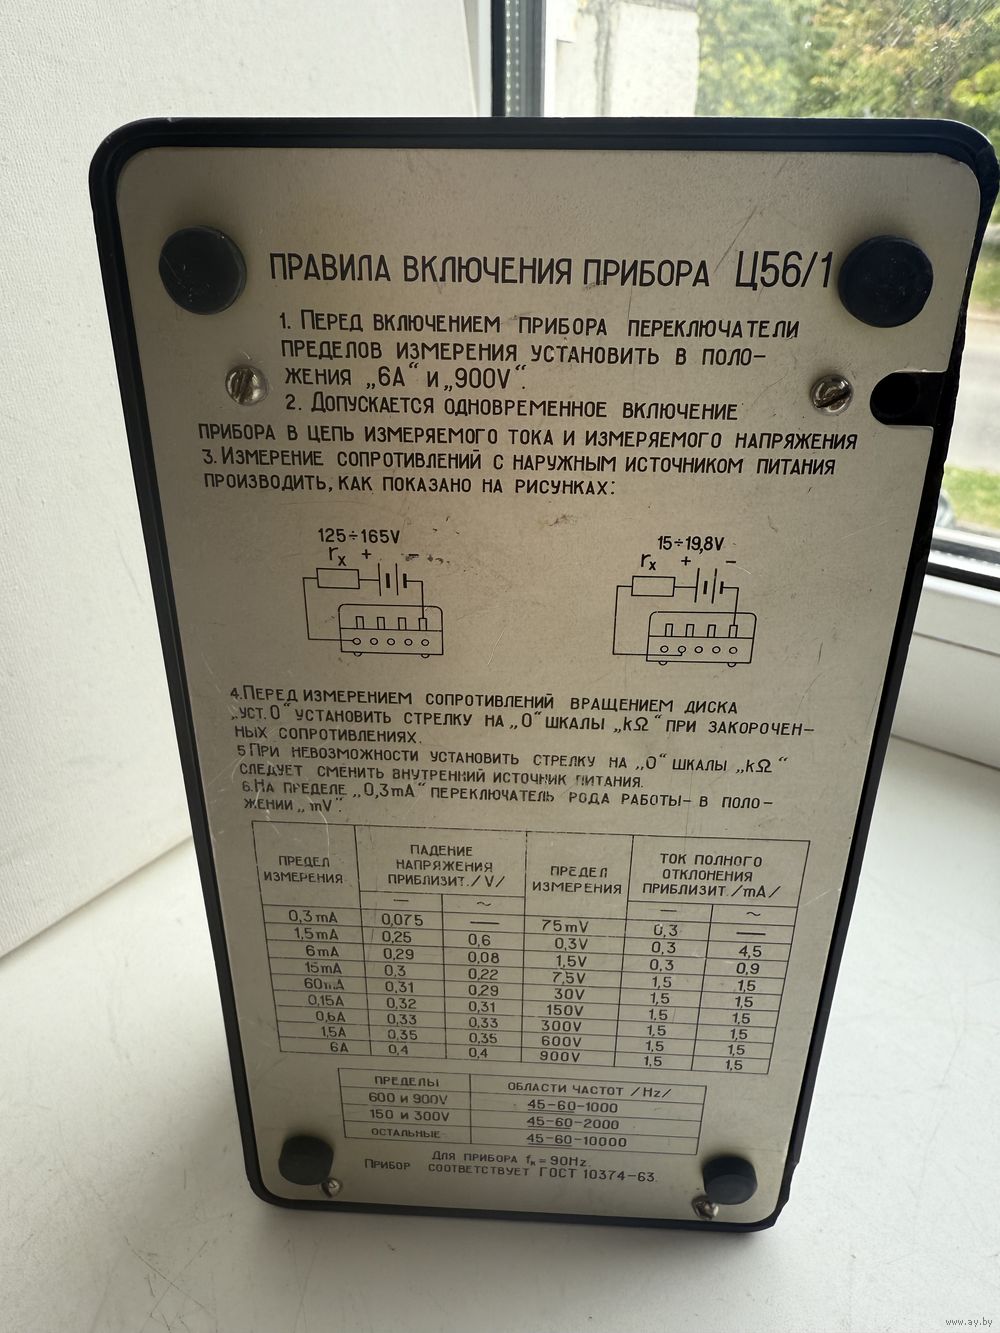 ПРАВИЛА ВКЛЮЧЕНИЯ ПРИБОРА Ц56/1
1. ПЕРЕД ВКЛЮЧЕНИЕМ ПРИБОРА ПЕРЕКЛЮЧАТЕЛИ
ПРЕДЕЛОВ ИЗМЕРЕНИЯ УСТАНОВИТЬ В ПОЛО-
ЖЕНИЯ „6А“ и „900V“.
2. ДОПУСКАЕТСЯ ОДНОВРЕМЕННОЕ ВКЛЮЧЕНИЕ
ПРИБОРА В ЦЕПЬ ИЗМЕРЯЕМОГО ТОКА И ИЗМЕРЯЕМОГО НАПРЯЖЕНИЯ
3. ИЗМЕРЕНИЕ СОПРОТИВЛЕНИЙ С НАРУЖНЫМ ИСТОЧНИКОМ ПИТАНИЯ
ПРОИЗВОДИТЬ, КАК ПОКАЗАНО НА РИСУНКАХ:
125÷165V 15÷19,8V
rx + − rx + −
4. ПЕРЕД ИЗМЕРЕНИЕМ СОПРОТИВЛЕНИЙ ВРАЩЕНИЕМ ДИСКА
„УСТ. 0“ УСТАНОВИТЬ СТРЕЛКУ НА „0“ ШКАЛЫ „kΩ“ ПРИ ЗАКОРОЧЕН-
НЫХ СОПРОТИВЛЕНИЯХ.
5 ПРИ НЕВОЗМОЖНОСТИ УСТАНОВИТЬ СТРЕЛКУ НА „0“ ШКАЛЫ „kΩ“
СЛЕДУЕТ СМЕНИТЬ ВНУТРЕННИЙ ИСТОЧНИК ПИТАНИЯ.
6. НА ПРЕДЕЛЕ „0,3mA“ ПЕРЕКЛЮЧАТЕЛЬ РОДА РАБОТЫ- В ПОЛО-
ЖЕНИИ „mV“.
ПРЕДЕЛ ИЗМЕРЕНИЯ ПАДЕНИЕ НАПРЯЖЕНИЯ ПРИБЛИЗИТ. /V/ ПРЕДЕЛ ИЗМЕРЕНИЯ ТОК ПОЛНОГО ОТКЛОНЕНИЯ ПРИБЛИЗИТ. /mA/
— ~ — ~
0,3 mA 0,075 — 75mV 0,3 —
1,5mA 0,25 0,6 0,3V 0,3 4,5
6mA 0,29 0,08 1,5V 0,3 0,9
15mA 0,3 0,22 7,5V 1,5 1,5
60mA 0,31 0,29 30V 1,5 1,5
0,15A 0,32 0,31 150V 1,5 1,5
0,6A 0,33 0,33 300V 1,5 1,5
1,5A 0,35 0,35 600V 1,5 1,5
6A 0,4 0,4 900V 1,5 1,5
ПРЕДЕЛЫ ОБЛАСТИ ЧАСТОТ /Hz/
600 и 900V 45-60-1000
150 и 300V 45-60-2000
ОСТАЛЬНЫЕ 45-60-10000
ДЛЯ ПРИБОРА fк = 90Hz.
ПРИБОР СООТВЕТСТВУЕТ ГОСТ 10374-63.
www.ay.by